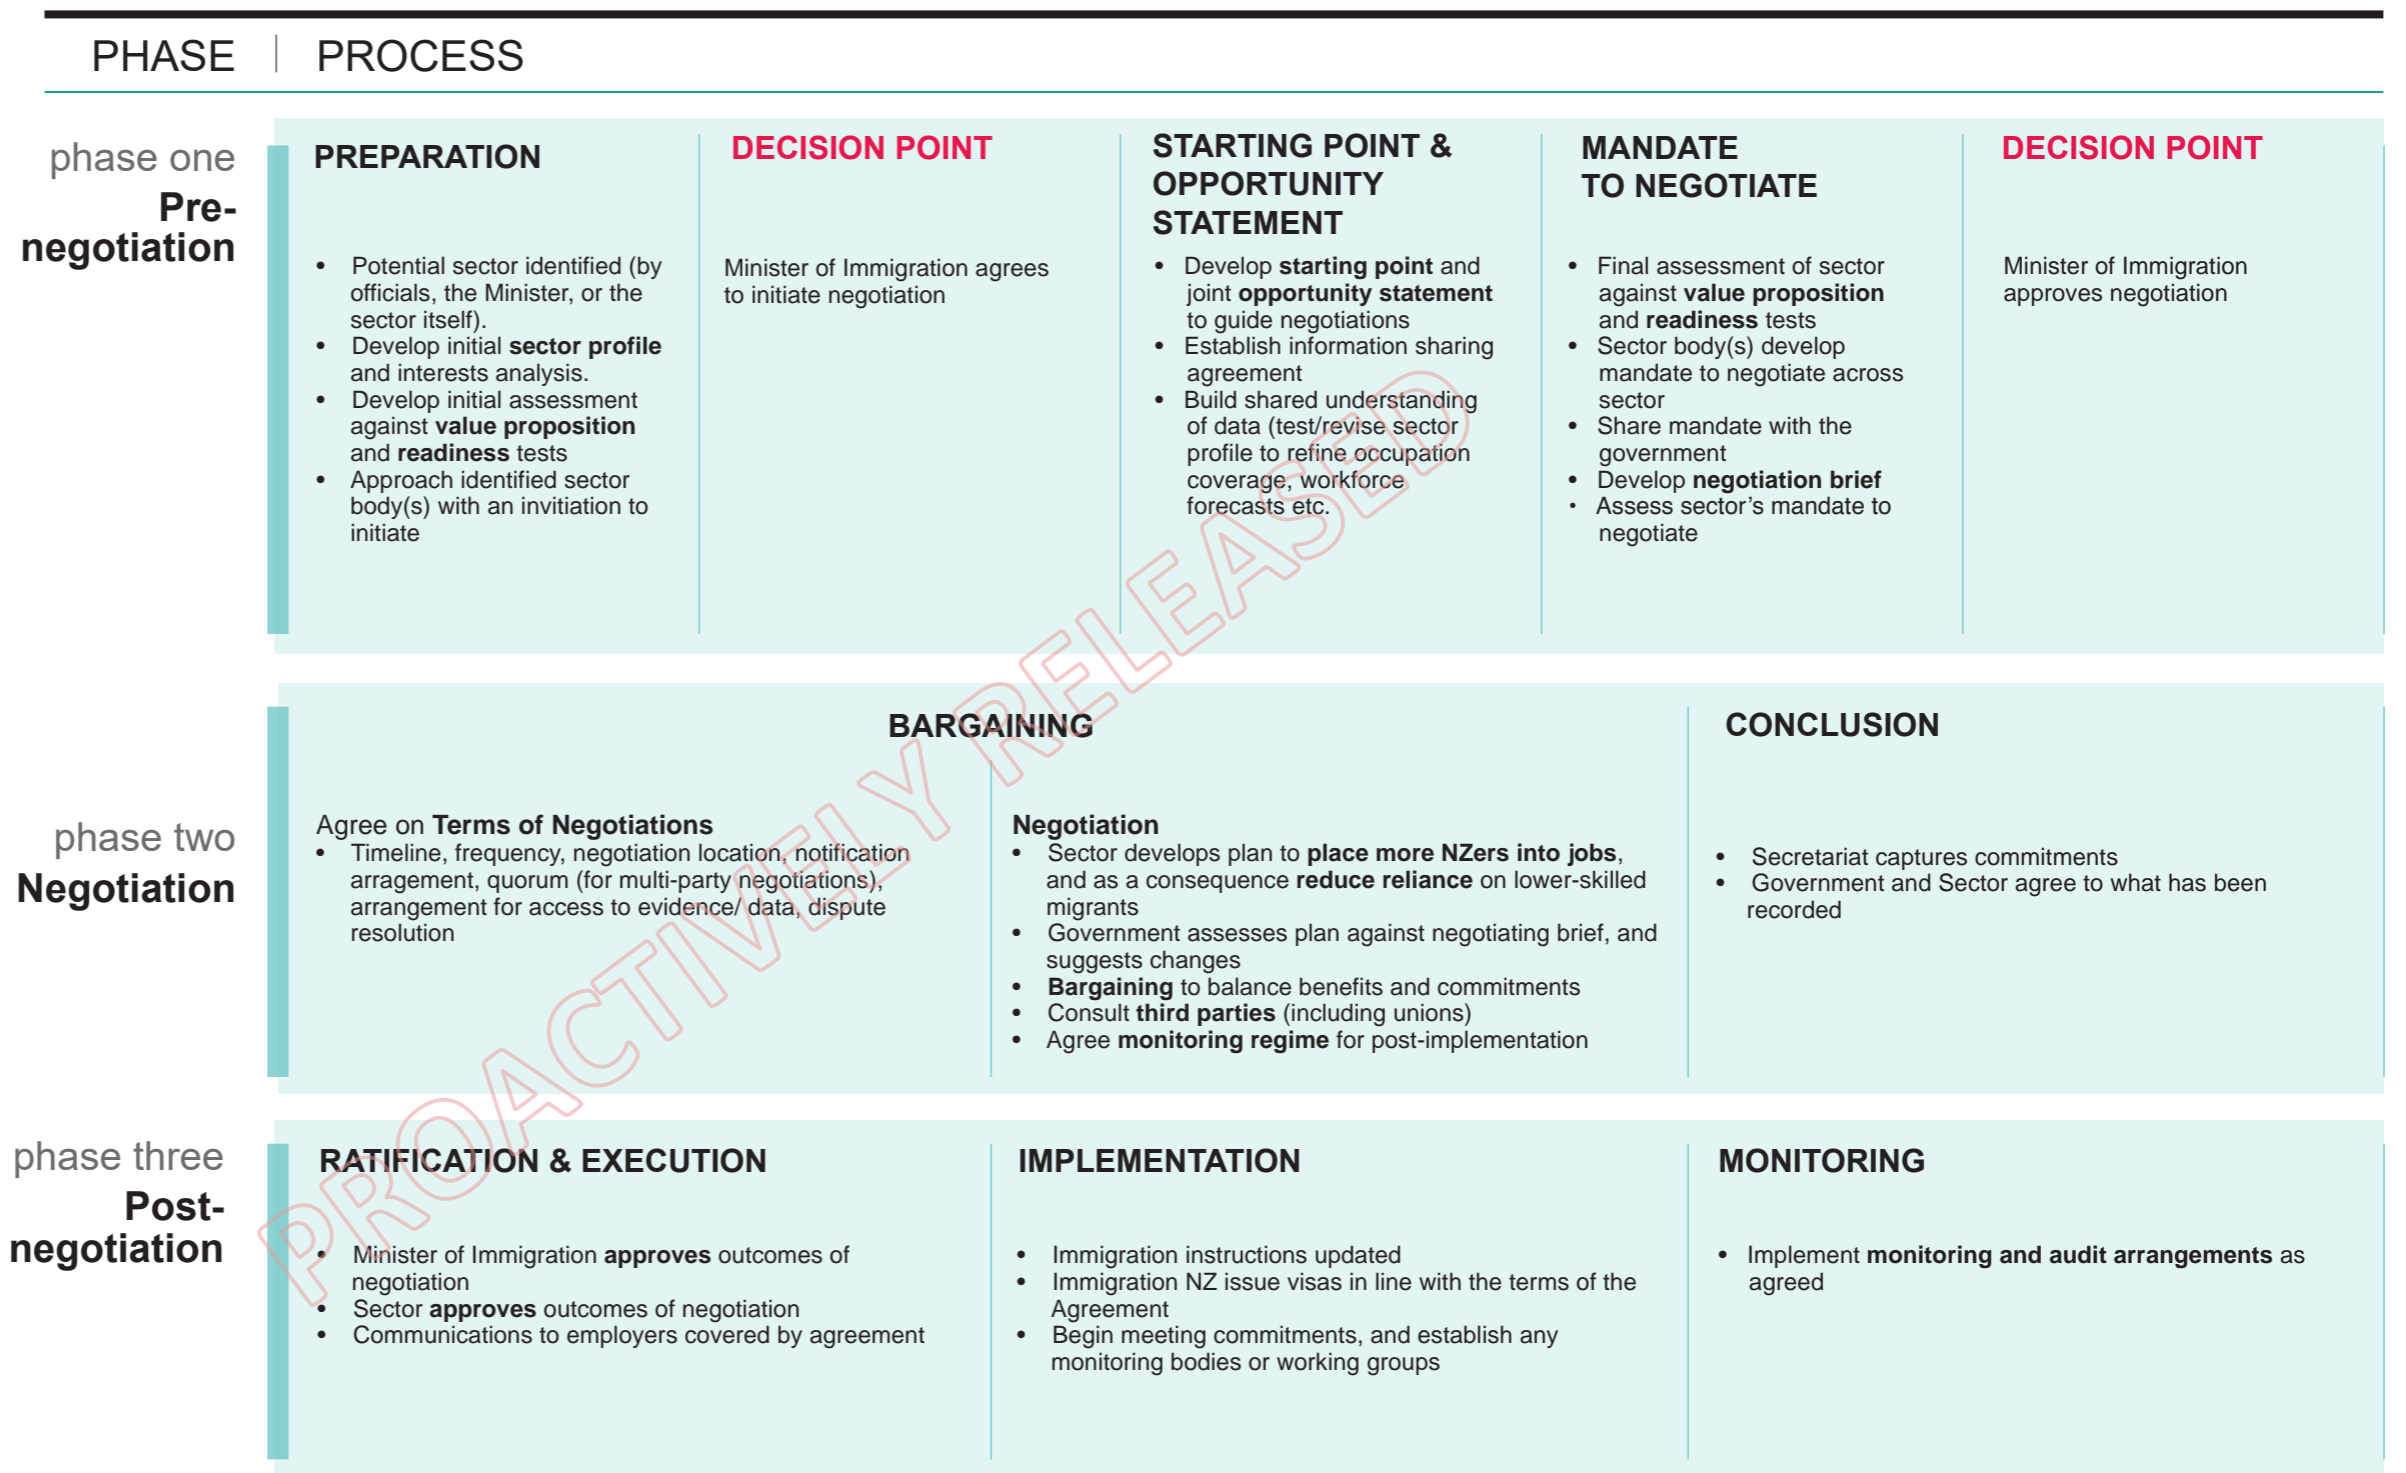 PHASE | PROCESS
phase one
Pre-
negotiation
PREPARATION
• Potential sector identified (by
officials, the Minister, or the
sector itself).
• Develop initial sector profile
and interests analysis.
• Develop initial assessment
against value proposition
and readiness tests
• Approach identified sector
body(s) with an invitiation to
initiate
DECISION POINT
Minister of Immigration agrees
to initiate negotiation
STARTING POINT &
OPPORTUNITY
STATEMENT
• Develop starting point and
joint opportunity statement
to guide negotiations
• Establish information sharing
agreement
• Build shared understanding
of data (test/revise sector
profile to refine occupation
coverage, workforce
forecasts etc.
MANDATE
TO NEGOTIATE
• Final assessment of sector
against value proposition
and readiness tests
• Sector body(s) develop
mandate to negotiate across
sector
• Share mandate with the
government
• Develop negotiation brief
• Assess sector's mandate to
negotiate
DECISION POINT
Minister of Immigration
approves negotiation
phase two
Negotiation
BARGAINING
Agree on Terms of Negotiations
• Timeline, frequency, negotiation location, notification
arragement, quorum (for multi-party negotiations),
arrangement for access to evidence/ data, dispute
resolution
Negotiation
• Sector develops plan to place more NZers into jobs,
and as a consequence reduce reliance on lower-skilled
migrants
• Government assesses plan against negotiating brief, and
suggests changes
• Bargaining to balance benefits and commitments
• Consult third parties (including unions)
• Agree monitoring regime for post-implementation
CONCLUSION
• Secretariat captures commitments
• Government and Sector agree to what has been
recorded
phase three
Post-
negotiation
RATIFICATION & EXECUTION
• Minister of Immigration approves outcomes of
negotiation
• Sector approves outcomes of negotiation
• Communications to employers covered by agreement
IMPLEMENTATION
• Immigration instructions updated
• Immigration NZ issue visas in line with the terms of the
Agreement
• Begin meeting commitments, and establish any
monitoring bodies or working groups
MONITORING
• Implement monitoring and audit arrangements as
agreed
PROACTIVELY RELEASED